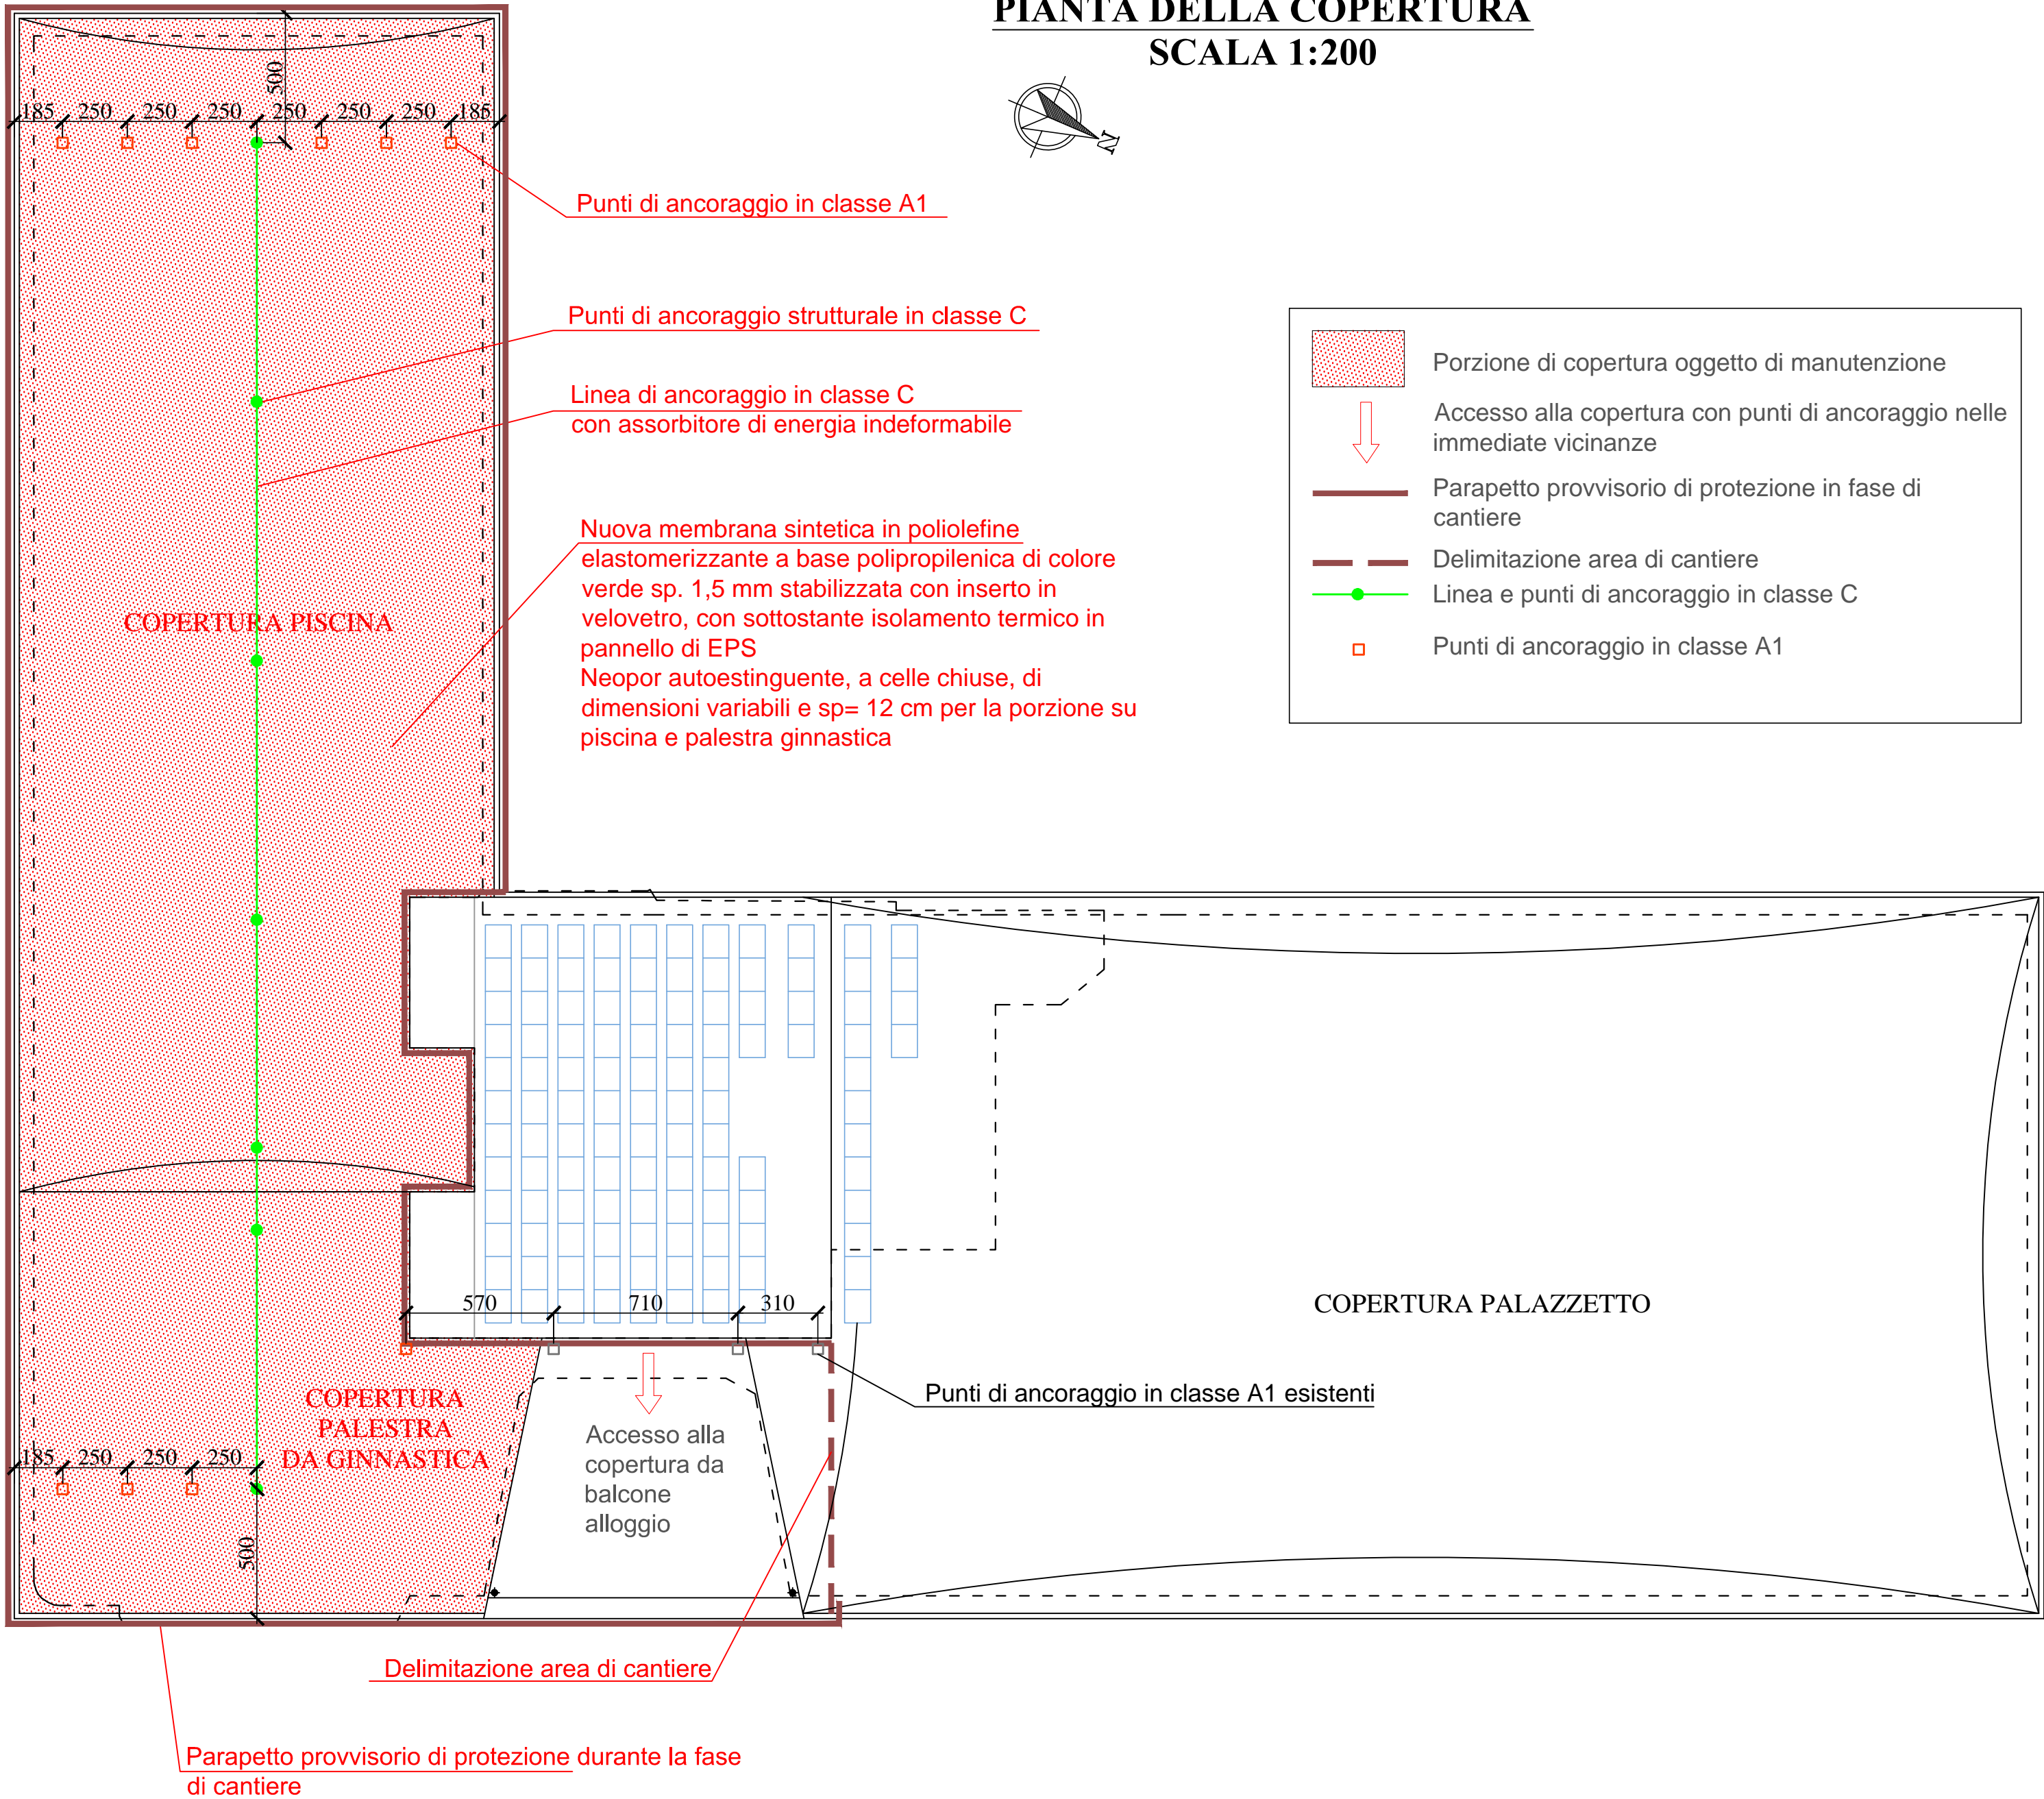 PIANTA DELLA COPERTURA
SCALA 1:200
N
500
185 250 250 250 250 250 250 185
Punti di ancoraggio in classe A1
Punti di ancoraggio strutturale in classe C
Linea di ancoraggio in classe C
con assorbitore di energia indeformabile
Nuova membrana sintetica in poliolefine
elastomerizzante a base polipropilenica di colore
verde sp. 1,5 mm stabilizzata con inserto in
velovetro, con sottostante isolamento termico in
pannello di EPS
Neopor autoestinguente, a celle chiuse, di
dimensioni variabili e sp= 12 cm per la porzione su
piscina e palestra ginnastica
COPERTURA PISCINA
Porzione di copertura oggetto di manutenzione
Accesso alla copertura con punti di ancoraggio nelle
immediate vicinanze
Parapetto provvisorio di protezione in fase di
cantiere
Delimitazione area di cantiere
Linea e punti di ancoraggio in classe C
Punti di ancoraggio in classe A1
570 710 310
COPERTURA PALAZZETTO
Punti di ancoraggio in classe A1 esistenti
COPERTURA
PALESTRA
DA GINNASTICA
Accesso alla
copertura da
balcone
alloggio
185 250 250 250
500
Delimitazione area di cantiere
Parapetto provvisorio di protezione durante la fase
di cantiere